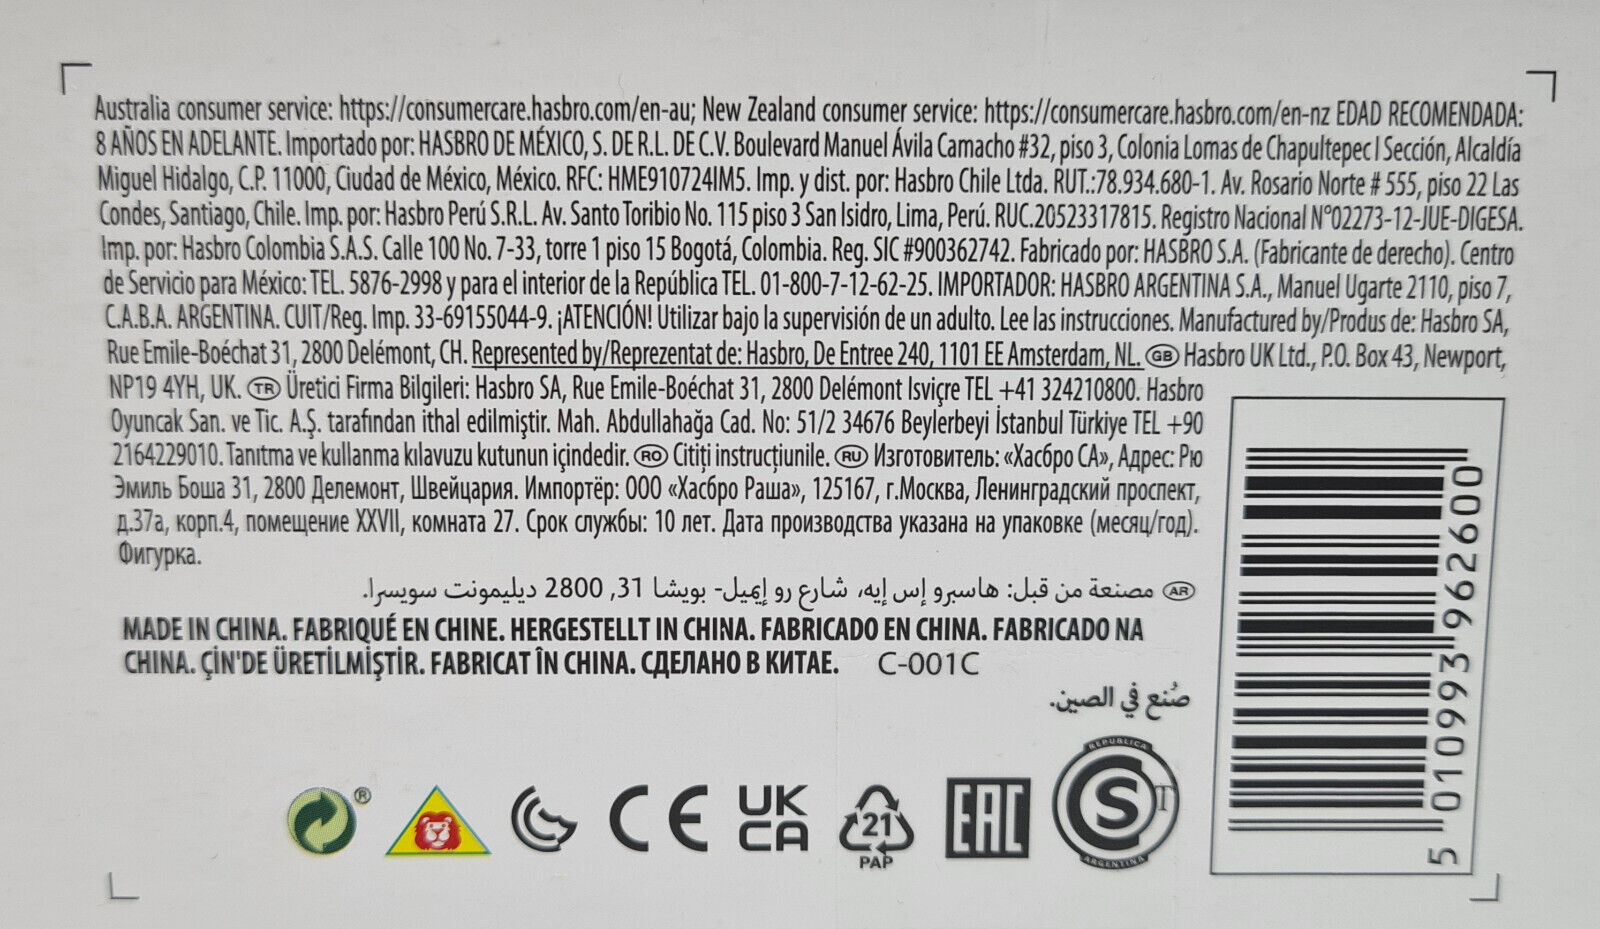 Australia consumer service: https://consumercare.hasbro.com/en-au; New Zealand consumer service: https://consumercare.hasbro.com/en-nz EDAD RECOMENDADA:
8 AÑOS EN ADELANTE. Importado por: HASBRO DE MÉXICO, S. DE R.L. DE C.V. Boulevard Manuel Ávila Camacho #32, piso 3, Colonia Lomas de Chapultepec I Sección, Alcaldía
Miguel Hidalgo, C.P. 11000, Ciudad de México, México. RFC: HME910724IM5. Imp. y dist. por: Hasbro Chile Ltda. RUT.:78.934.680-1. Av. Rosario Norte # 555, piso 22 Las
Condes, Santiago, Chile. Imp. por: Hasbro Perú S.R.L. Av. Santo Toribio No. 115 piso 3 San Isidro, Lima, Perú. RUC.20523317815. Registro Nacional N°02273-12-JUE-DIGESA.
Imp. por: Hasbro Colombia S.A.S. Calle 100 No. 7-33, torre 1 piso 15 Bogotá, Colombia. Reg. SIC #900362742. Fabricado por: HASBRO S.A. (Fabricante de derecho). Centro
de Servicio para México: TEL. 5876-2998 y para el interior de la República TEL. 01-800-7-12-62-25. IMPORTADOR: HASBRO ARGENTINA S.A., Manuel Ugarte 2110, piso 7,
C.A.B.A. ARGENTINA. CUIT/Reg. Imp. 33-69155044-9. ¡ATENCIÓN! Utilizar bajo la supervisión de un adulto. Lee las instrucciones. Manufactured by/Produs de: Hasbro SA,
Rue Emile-Boéchat 31, 2800 Delémont, CH. Represented by/Reprezentat de: Hasbro, De Entree 240, 1101 EE Amsterdam, NL. GB Hasbro UK Ltd., P.O. Box 43, Newport,
NP19 4YH, UK. TR Üretici Firma Bilgileri: Hasbro SA, Rue Emile-Boéchat 31, 2800 Delémont İsviçre TEL +41 324210800. Hasbro
Oyuncak San. ve Tic. A.Ş. tarafından ithal edilmiştir. Mah. Abdullahağa Cad. No: 51/2 34676 Beylerbeyi İstanbul Türkiye TEL +90
2164229010. Tanıtma ve kullanma kılavuzu kutunun içindedir. RO Citiți instrucțiunile. RU Изготовитель: «Хасбро СА», Адрес: Рю
Эмиль Боша 31, 2800 Делемонт, Швейцария. Импортёр: ООО «Хасбро Раша», 125167, г.Москва, Ленинградский проспект,
д.37а, корп.4, помещение XXVII, комната 27. Срок службы: 10 лет. Дата производства указана на упаковке (месяц/год).
Фигурка.
AR مصنعة من قبل: هاسبرو إس إيه، شارع رو إيميل- بويشا 31, 2800 ديليمونت سويسرا.
MADE IN CHINA. FABRIQUÉ EN CHINE. HERGESTELLT IN CHINA. FABRICADO EN CHINA. FABRICADO NA
CHINA. ÇİN'DE ÜRETİLMİŞTİR. FABRICAT ÎN CHINA. СДЕЛАНО В КИТАЕ. C-001C
صُنع في الصين.
® CE UK CA 21 PAP EAC REPUBLICA S T ARGENTINA
5 010993 962600